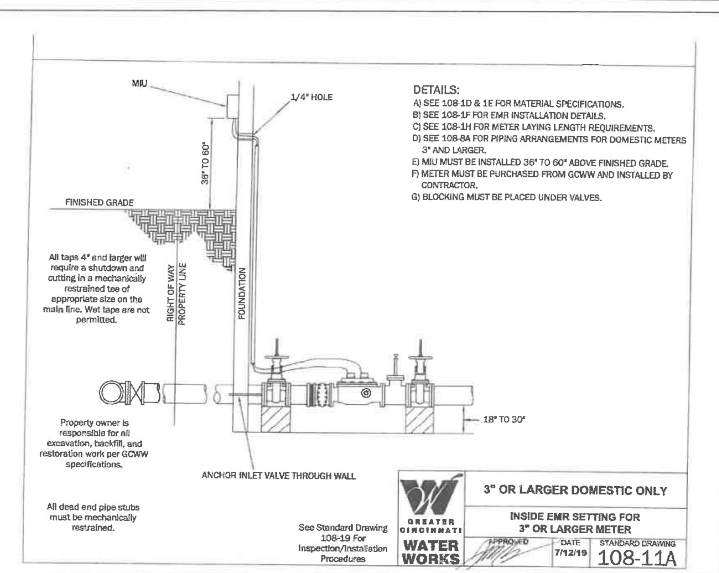 MIU
1/4" HOLE
36" TO 60"
FINISHED GRADE
DETAILS:
A) SEE 108-1D & 1E FOR MATERIAL SPECIFICATIONS.
B) SEE 108-1F FOR EMR INSTALLATION DETAILS.
C) SEE 108-1H FOR METER LAYING LENGTH REQUIREMENTS.
D) SEE 108-8A FOR PIPING ARRANGEMENTS FOR DOMESTIC METERS
3" AND LARGER.
E) MIU MUST BE INSTALLED 36" TO 60" ABOVE FINISHED GRADE.
F) METER MUST BE PURCHASED FROM GCWW AND INSTALLED BY
CONTRACTOR.
G) BLOCKING MUST BE PLACED UNDER VALVES.
All taps 4" and larger will
require a shutdown and
cutting in a mechanically
restrained tee of
appropriate size on the
main line. Wet taps are not
permitted.
RIGHT OF WAY
PROPERTY LINE
FOUNDATION
18" TO 30"
Property owner is
responsible for all
excavation, backfill, and
restoration work per GCWW
specifications.
ANCHOR INLET VALVE THROUGH WALL
All dead end pipe stubs
must be mechanically
restrained.
See Standard Drawing
108-19 For
Inspection/Installation
Procedures
GREATER
CINCINNATI
WATER
WORKS
3" OR LARGER DOMESTIC ONLY
INSIDE EMR SETTING FOR
3" OR LARGER METER
APPROVED
DATE
7/12/19
STANDARD DRAWING
108-11A